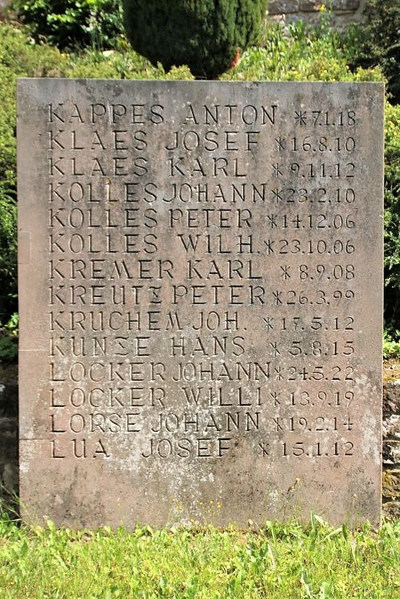 KAPPES ANTON *7.1.18
KLAES JOSEF *16.8.10
KLAES KARL *9.11.12
KOLLES JOHANN *23.2.10
KOLLES PETER *14.12.06
KOLLES WILH. *23.10.06
KREMER KARL *8.9.08
KREUTZ PETER *26.3.99
KRUCHEM JOH. *17.5.12
KUNZE HANS *5.8.15
LOCKER JOHANN *24.5.22
LOCKER WILLI *13.9.19
LORSE JOHANN *19.2.14
LUA JOSEF *15.1.12